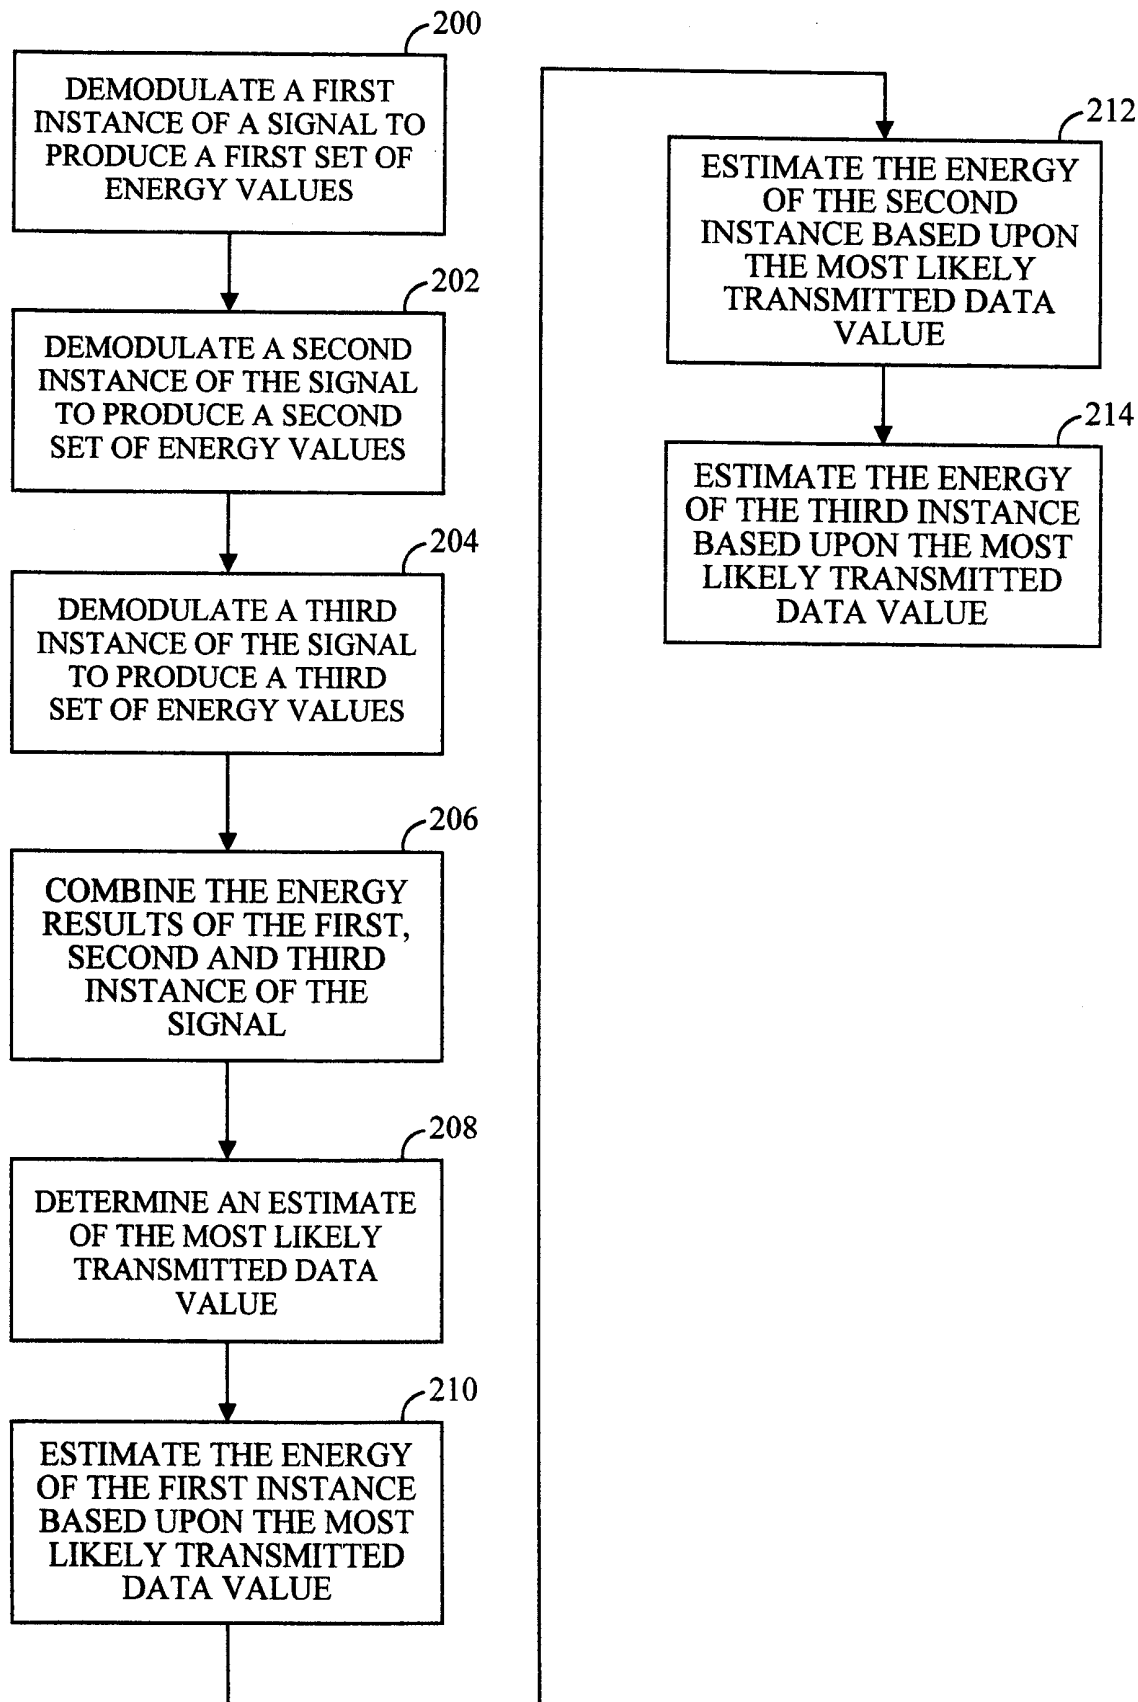 200
DEMODULATE A FIRST
INSTANCE OF A SIGNAL TO
PRODUCE A FIRST SET OF
ENERGY VALUES
202
DEMODULATE A SECOND
INSTANCE OF THE SIGNAL
TO PRODUCE A SECOND
SET OF ENERGY VALUES
204
DEMODULATE A THIRD
INSTANCE OF THE SIGNAL
TO PRODUCE A THIRD
SET OF ENERGY VALUES
206
COMBINE THE ENERGY
RESULTS OF THE FIRST,
SECOND AND THIRD
INSTANCE OF THE
SIGNAL
208
DETERMINE AN ESTIMATE
OF THE MOST LIKELY
TRANSMITTED DATA
VALUE
210
ESTIMATE THE ENERGY
OF THE FIRST INSTANCE
BASED UPON THE MOST
LIKELY TRANSMITTED
DATA VALUE
212
ESTIMATE THE ENERGY
OF THE SECOND
INSTANCE BASED UPON
THE MOST LIKELY
TRANSMITTED DATA
VALUE
214
ESTIMATE THE ENERGY
OF THE THIRD INSTANCE
BASED UPON THE MOST
LIKELY TRANSMITTED
DATA VALUE